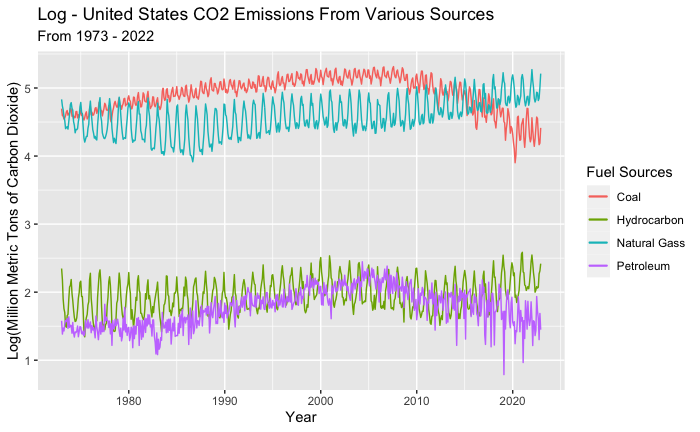 Log - United States CO2 Emissions From Various Sources
From 1973 - 2022
Log(Million Metric Tons of Carbon Dioxide)
5
4
3
2
1
1980 1990 2000 2010 2020
Year
Fuel Sources
Coal
Hydrocarbon
Natural Gass
Petroleum